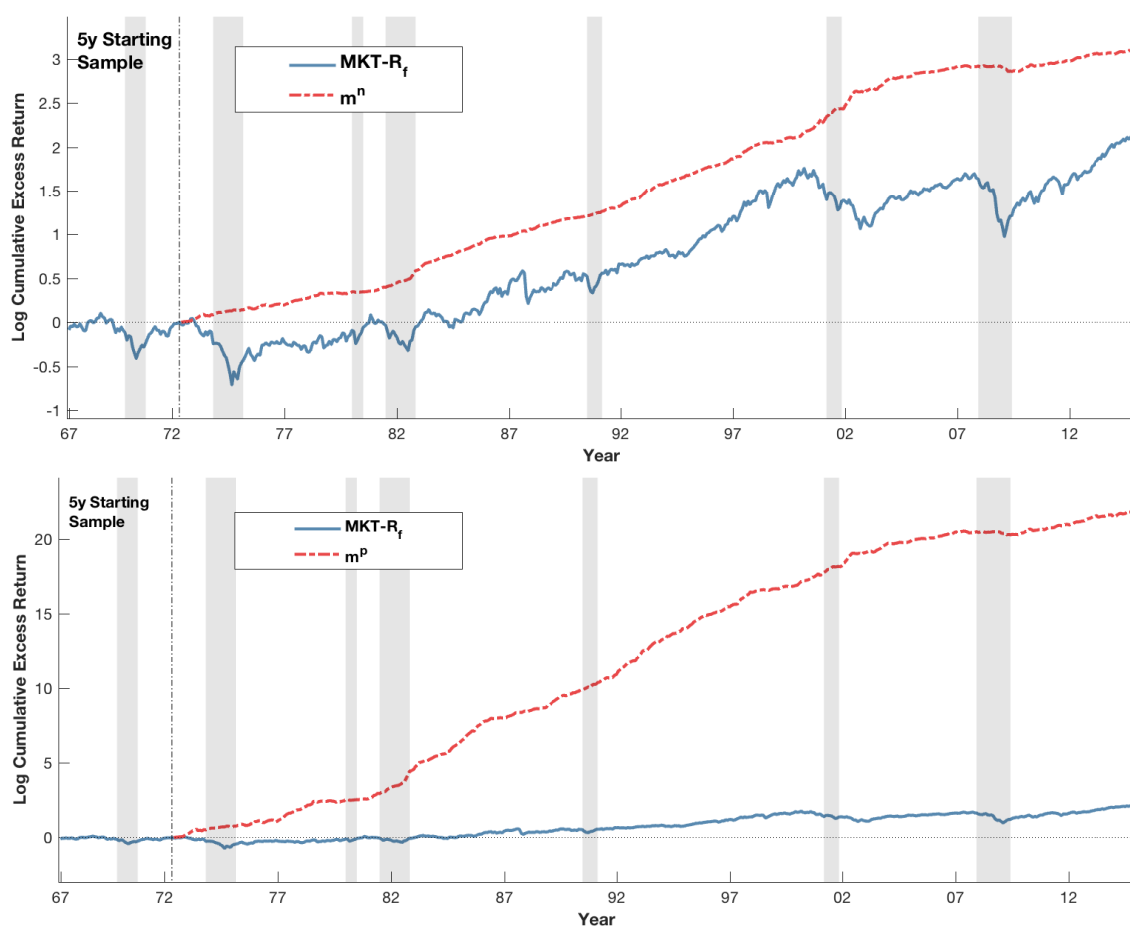 5y Starting
Sample
MKT-R_f
m^n
3
2.5
2
1.5
1
0.5
0
-0.5
-1
Log Cumulative Excess Return
67 72 77 82 87 92 97 02 07 12
Year
5y Starting
Sample
MKT-R_f
m^p
20
15
10
5
0
Log Cumulative Excess Return
67 72 77 82 87 92 97 02 07 12
Year